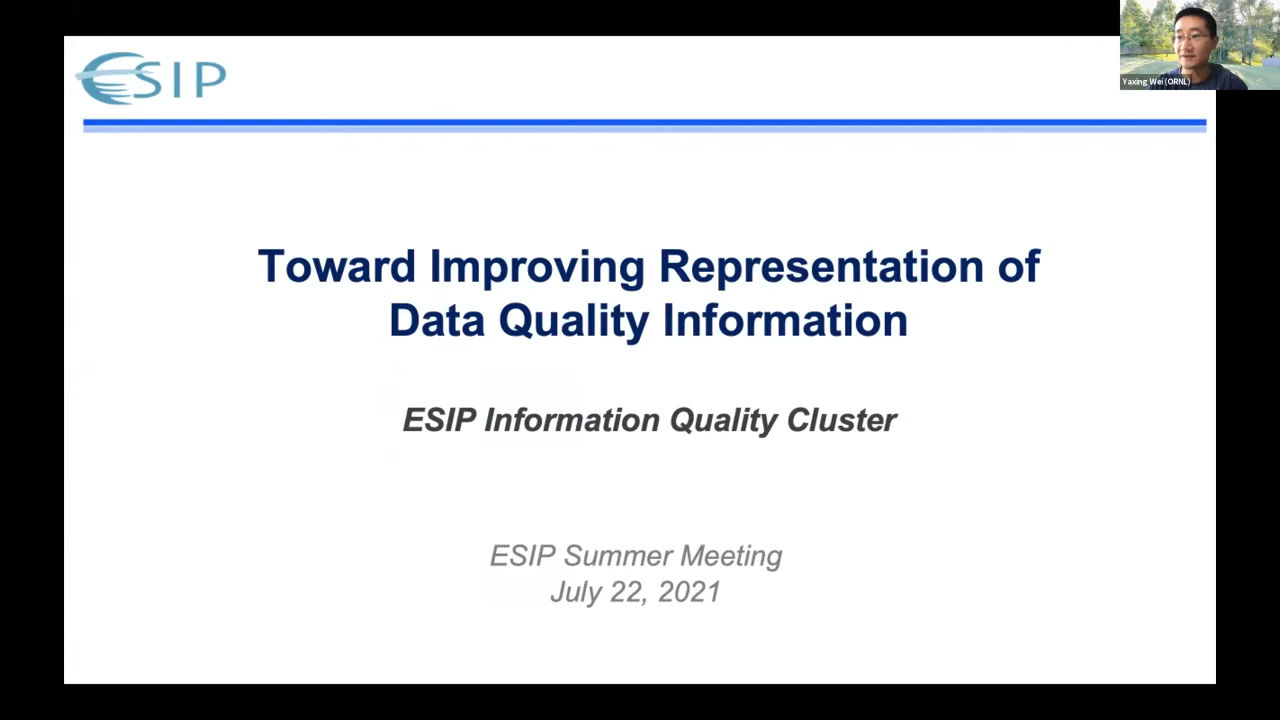 ESIP
Yaxing Wei (ORNL)
Toward Improving Representation of
Data Quality Information
ESIP Information Quality Cluster
ESIP Summer Meeting
July 22, 2021